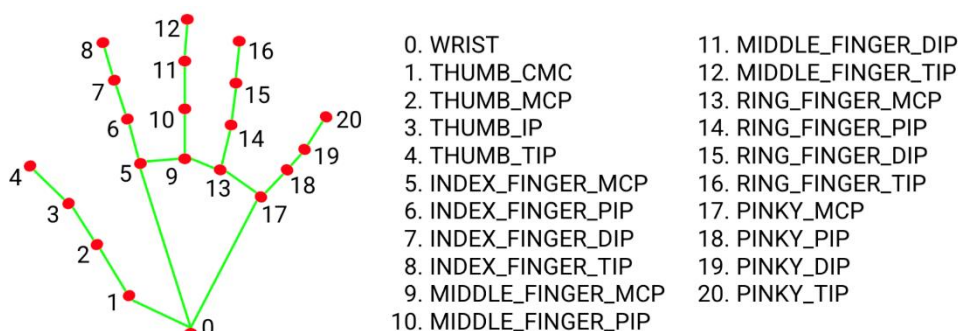 12
8
16
11
7
15
10
6
20
14
19
4
5
9
13
18
3
17
2
1
0
0. WRIST
1. THUMB_CMC
2. THUMB_MCP
3. THUMB_IP
4. THUMB_TIP
5. INDEX_FINGER_MCP
6. INDEX_FINGER_PIP
7. INDEX_FINGER_DIP
8. INDEX_FINGER_TIP
9. MIDDLE_FINGER_MCP
10. MIDDLE_FINGER_PIP
11. MIDDLE_FINGER_DIP
12. MIDDLE_FINGER_TIP
13. RING_FINGER_MCP
14. RING_FINGER_PIP
15. RING_FINGER_DIP
16. RING_FINGER_TIP
17. PINKY_MCP
18. PINKY_PIP
19. PINKY_DIP
20. PINKY_TIP